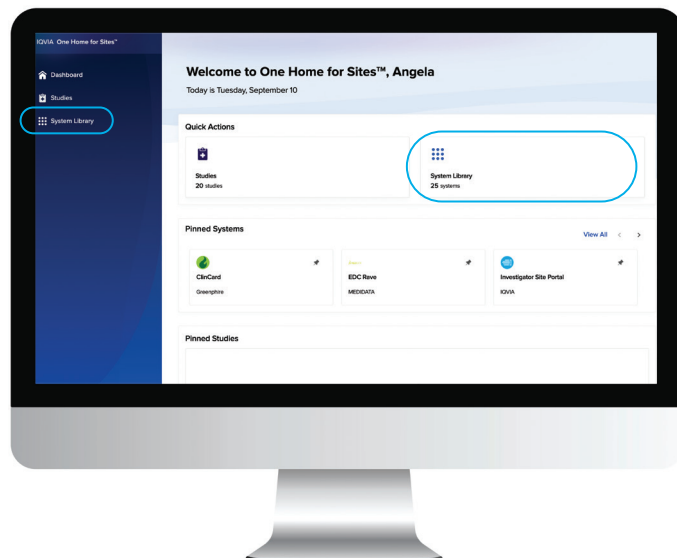 IQVIA One Home for Sites™
Dashboard
Studies
System Library
Welcome to One Home for Sites™, Angela
Today is Tuesday, September 10
Quick Actions
Studies
20 studies
System Library
25 systems
Pinned Systems
View All
ClinCard
Greenphire
EDC Rave
MEDIDATA
Investigator Site Portal
IQVIA
Pinned Studies